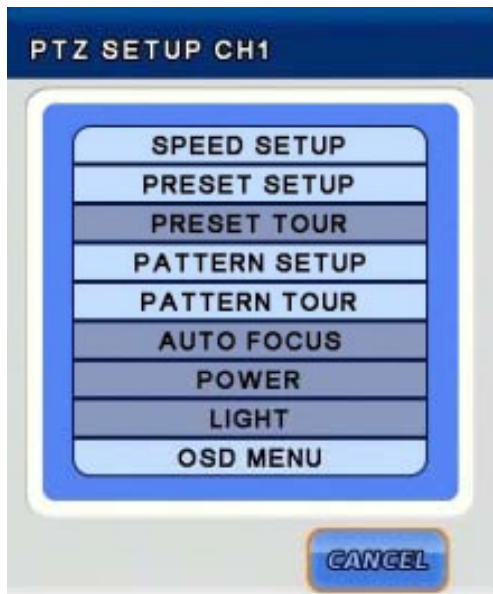 PTZ SETUP CH1
SPEED SETUP
PRESET SETUP
PRESET TOUR
PATTERN SETUP
PATTERN TOUR
AUTO FOCUS
POWER
LIGHT
OSD MENU
CANCEL